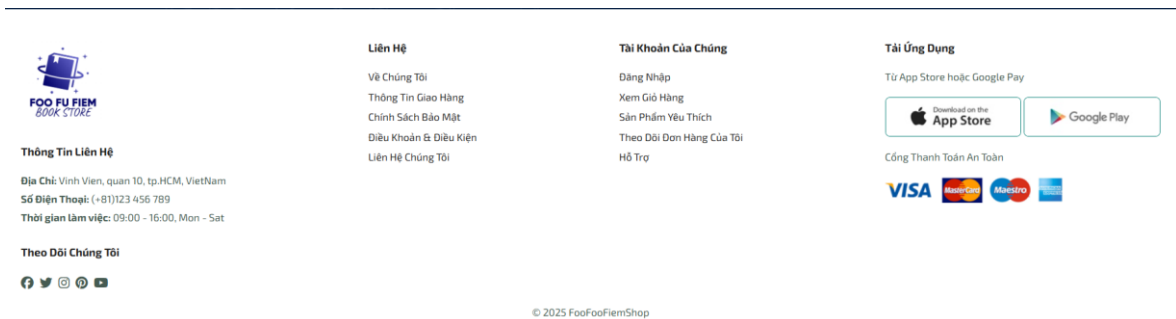 FOO FU FIEM
BOOK STORE
Thông Tin Liên Hệ
Địa Chỉ: Vinh Vien, quan 10, tp.HCM, VietNam
Số Điện Thoại: (+81)123 456 789
Thời gian làm việc: 09:00 - 16:00, Mon - Sat
Theo Dõi Chúng Tôi
Liên Hệ
Về Chúng Tôi
Thông Tin Giao Hàng
Chính Sách Bảo Mật
Điều Khoản & Điều Kiện
Liên Hệ Chúng Tôi
Tài Khoản Của Chúng
Đăng Nhập
Xem Giỏ Hàng
Sản Phẩm Yêu Thích
Theo Dõi Đơn Hàng Của Tôi
Hỗ Trợ
Tải Ứng Dụng
Từ App Store hoặc Google Pay
Download on the
App Store
Google Play
Cổng Thanh Toán An Toàn
VISA
MasterCard
Maestro
© 2025 FooFooFiemShop